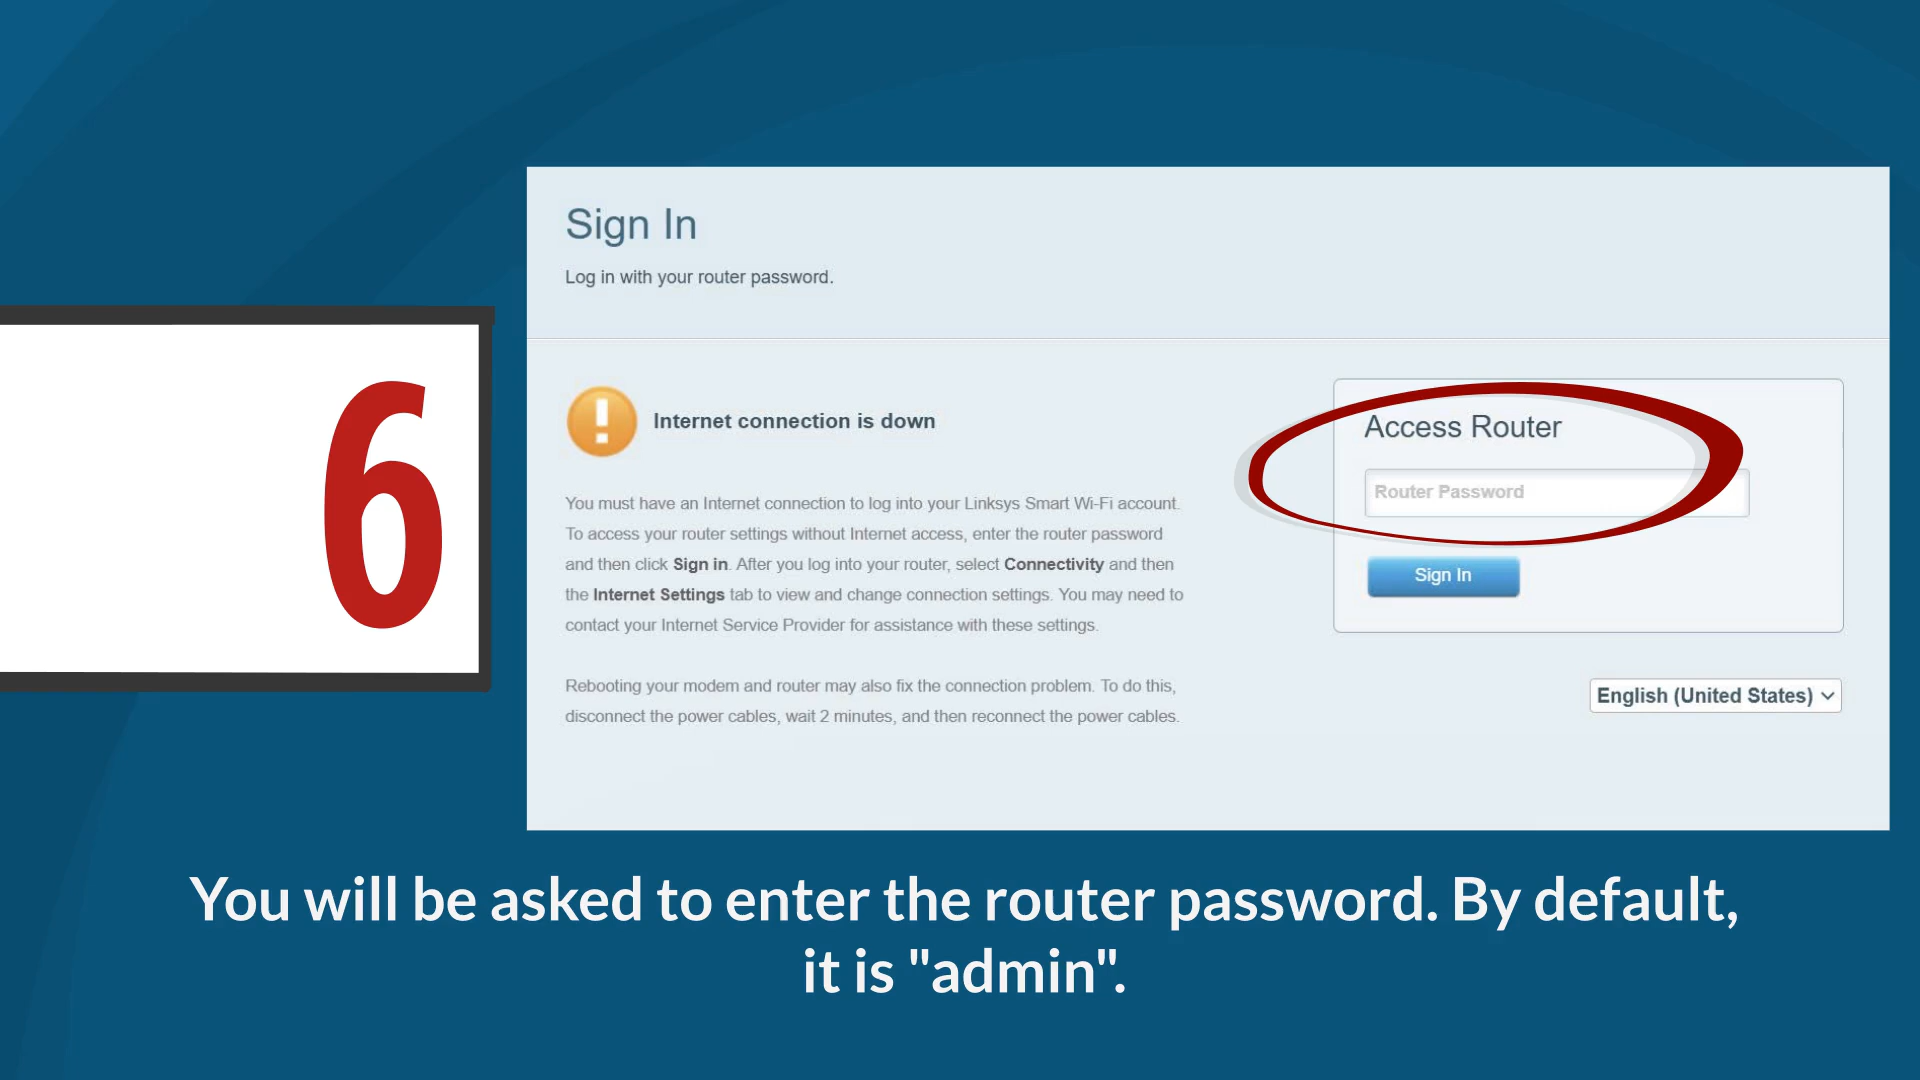 6
Sign In
Log in with your router password.
Internet connection is down
You must have an Internet connection to log into your Linksys Smart Wi-Fi account.
To access your router settings without Internet access, enter the router password
and then click Sign in. After you log into your router, select Connectivity and then
the Internet Settings tab to view and change connection settings. You may need to
contact your Internet Service Provider for assistance with these settings.
Rebooting your modem and router may also fix the connection problem. To do this,
disconnect the power cables, wait 2 minutes, and then reconnect the power cables.
Access Router
Router Password
Sign In
English (United States)
You will be asked to enter the router password. By default,
it is "admin".